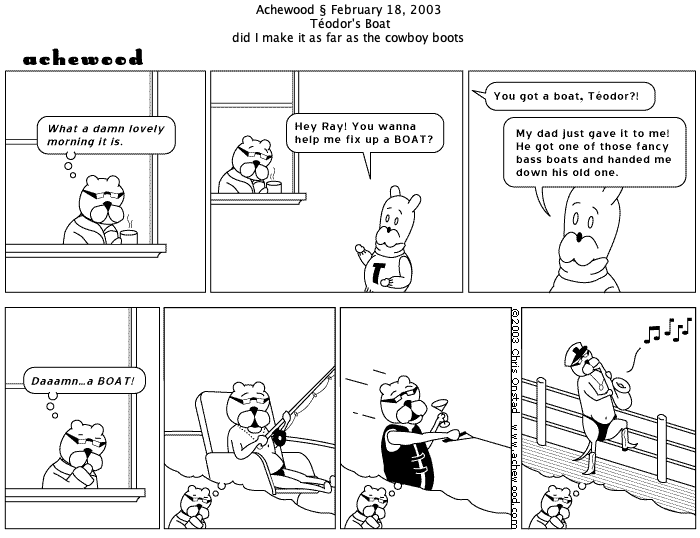 Achewood § February 18, 2003
Téodor's Boat
did I make it as far as the cowboy boots
achewood
What a damn lovely
morning it is.
Hey Ray! You wanna
help me fix up a BOAT?
T
You got a boat, Téodor?!
My dad just gave it to me!
He got one of those fancy
bass boats and handed me
down his old one.
Daaamn...a BOAT!
©2003 Chris Onstad www.achewood.com